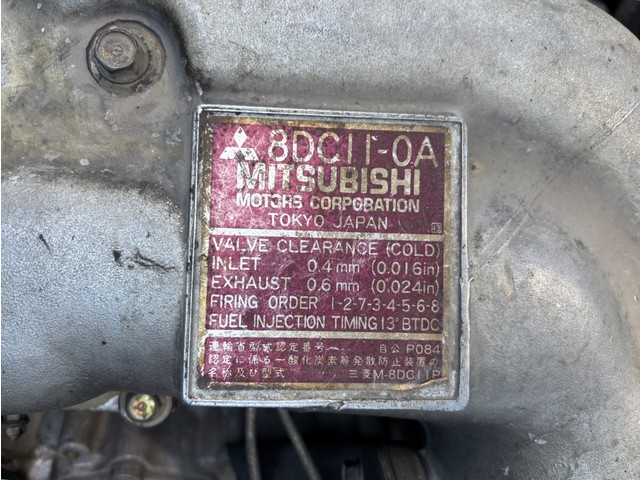 8DC11-0A
MITSUBISHI
MOTORS CORPORATION
TOKYO JAPAN
VALVE CLEARANCE (COLD)
INLET 0.4mm (0.016in)
EXHAUST 0.6mm (0.024in)
FIRING ORDER 1-2-7-3-4-5-6-8
FUEL INJECTION TIMING 13° BTDC
運輸省型式認定番号 自公 P084
認定に係る一酸化炭素等発散防止装置の
名称及び型式 三菱M-8DC11P